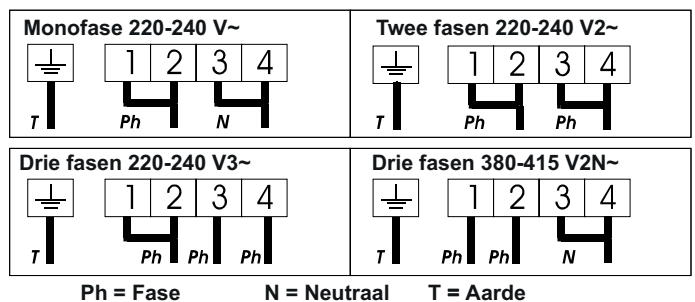 Monofase 220-240 V~
1 2 3 4
T Ph N
Twee fasen 220-240 V2~
1 2 3 4
T Ph Ph
Drie fasen 220-240 V3~
1 2 3 4
T Ph Ph Ph
Drie fasen 380-415 V2N~
1 2 3 4
T Ph Ph N
Ph = Fase N = Neutraal T = Aarde